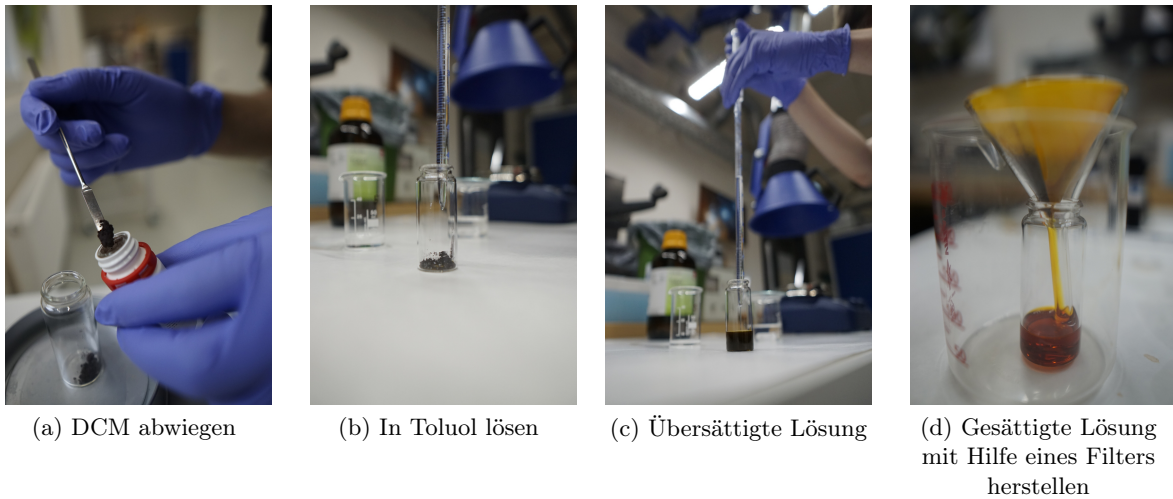 (a) DCM abwiegen
(b) In Toluol lösen
(c) Übersättigte Lösung
(d) Gesättigte Lösung
mit Hilfe eines Filters
herstellen